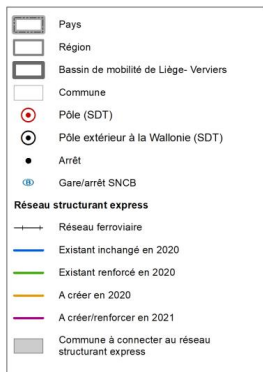 Pays
Région
Bassin de mobilité de Liège- Verviers
Commune
Pôle (SDT)
Pôle extérieur à la Wallonie (SDT)
Arrêt
B Gare/arrêt SNCB
Réseau structurant express
Réseau ferroviaire
Existant inchangé en 2020
Existant renforcé en 2020
A créer en 2020
A créer/renforcer en 2021
Commune à connecter au réseau
structurant express